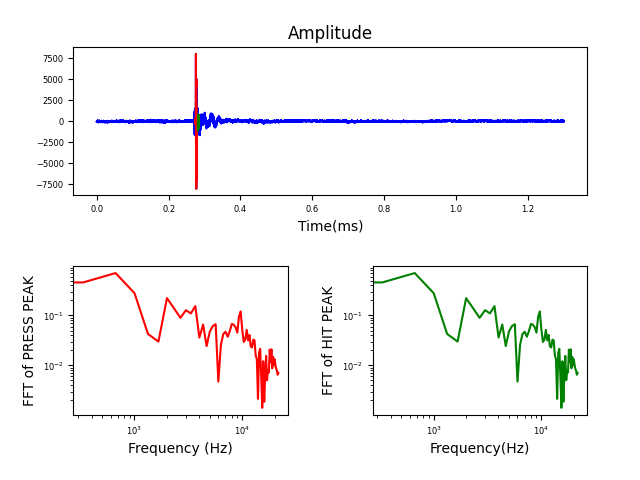 Amplitude
7500
5000
2500
0
−2500
−5000
−7500
0.0 0.2 0.4 0.6 0.8 1.0 1.2
Time(ms)
FFT of PRESS PEAK
10⁻¹
10⁻²
10³ 10⁴
Frequency (Hz)
FFT of HIT PEAK
10⁻¹
10⁻²
10³ 10⁴
Frequency(Hz)